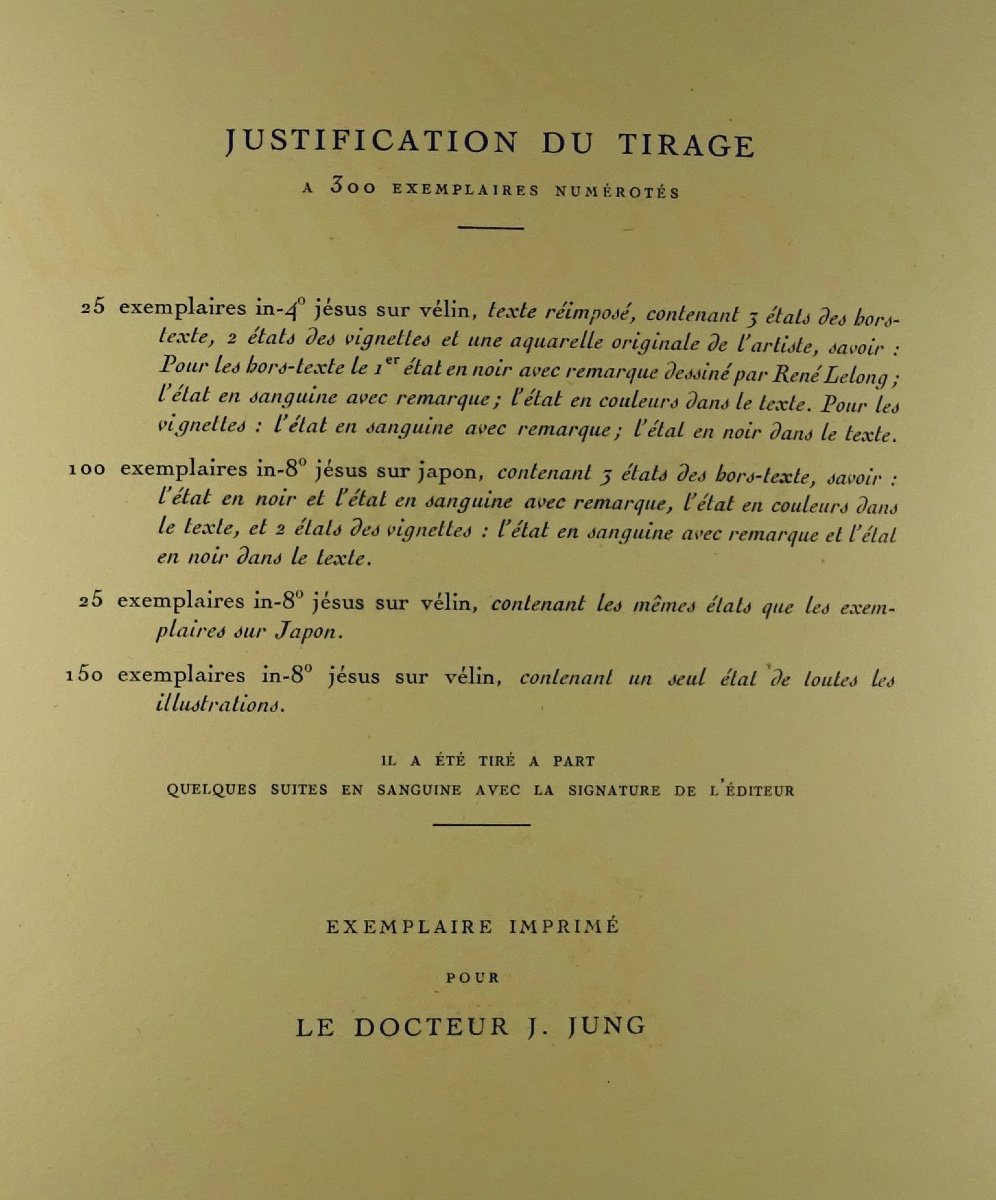 JUSTIFICATION DU TIRAGE
A 300 EXEMPLAIRES NUMÉROTÉS
25 exemplaires in-4º jésus sur vélin, texte réimposé, contenant 3 états des hors-
texte, 2 états des vignettes et une aquarelle originale de l'artiste, savoir :
Pour les hors-texte le 1er état en noir avec remarque dessiné par René Lelong ;
l'état en sanguine avec remarque ; l'état en couleurs dans le texte. Pour les
vignettes : l'état en sanguine avec remarque ; l'état en noir dans le texte.
100 exemplaires in-8º jésus sur japon, contenant 3 états des hors-texte, savoir :
l'état en noir et l'état en sanguine avec remarque, l'état en couleurs dans
le texte, et 2 états des vignettes : l'état en sanguine avec remarque et l'état
en noir dans le texte.
25 exemplaires in-8º jésus sur vélin, contenant les mêmes états que les exem-
plaires sur Japon.
150 exemplaires in-8º jésus sur vélin, contenant un seul état de toutes les
illustrations.
IL A ÉTÉ TIRÉ A PART
QUELQUES SUITES EN SANGUINE AVEC LA SIGNATURE DE L'ÉDITEUR
EXEMPLAIRE IMPRIMÉ
POUR
LE DOCTEUR J. JUNG